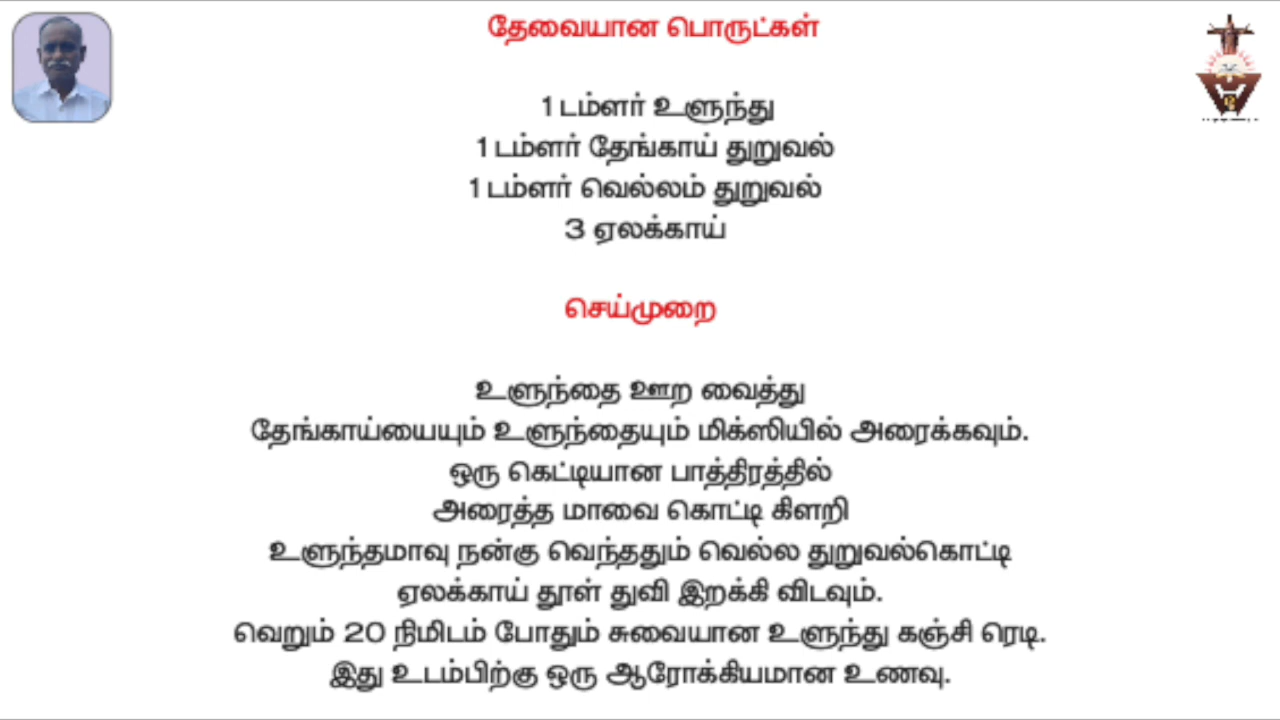 தேவையான பொருட்கள்
1 டம்ளர் உளுந்து
1 டம்ளர் தேங்காய் துறுவல்
1 டம்ளர் வெல்லம் துறுவல்
3 ஏலக்காய்
செய்முறை
உளுந்தை ஊற வைத்து
தேங்காய்யையும் உளுந்தையும் மிக்ஸியில் அரைக்கவும்.
ஒரு கெட்டியான பாத்திரத்தில்
அரைத்த மாவை கொட்டி கிளறி
உளுந்தமாவு நன்கு வெந்ததும் வெல்ல துறுவல்கொட்டி
ஏலக்காய் தூள் துவி இறக்கி விடவும்.
வெறும் 20 நிமிடம் போதும் சுவையான உளுந்து கஞ்சி ரெடி.
இது உடம்பிற்கு ஒரு ஆரோக்கியமான உணவு.